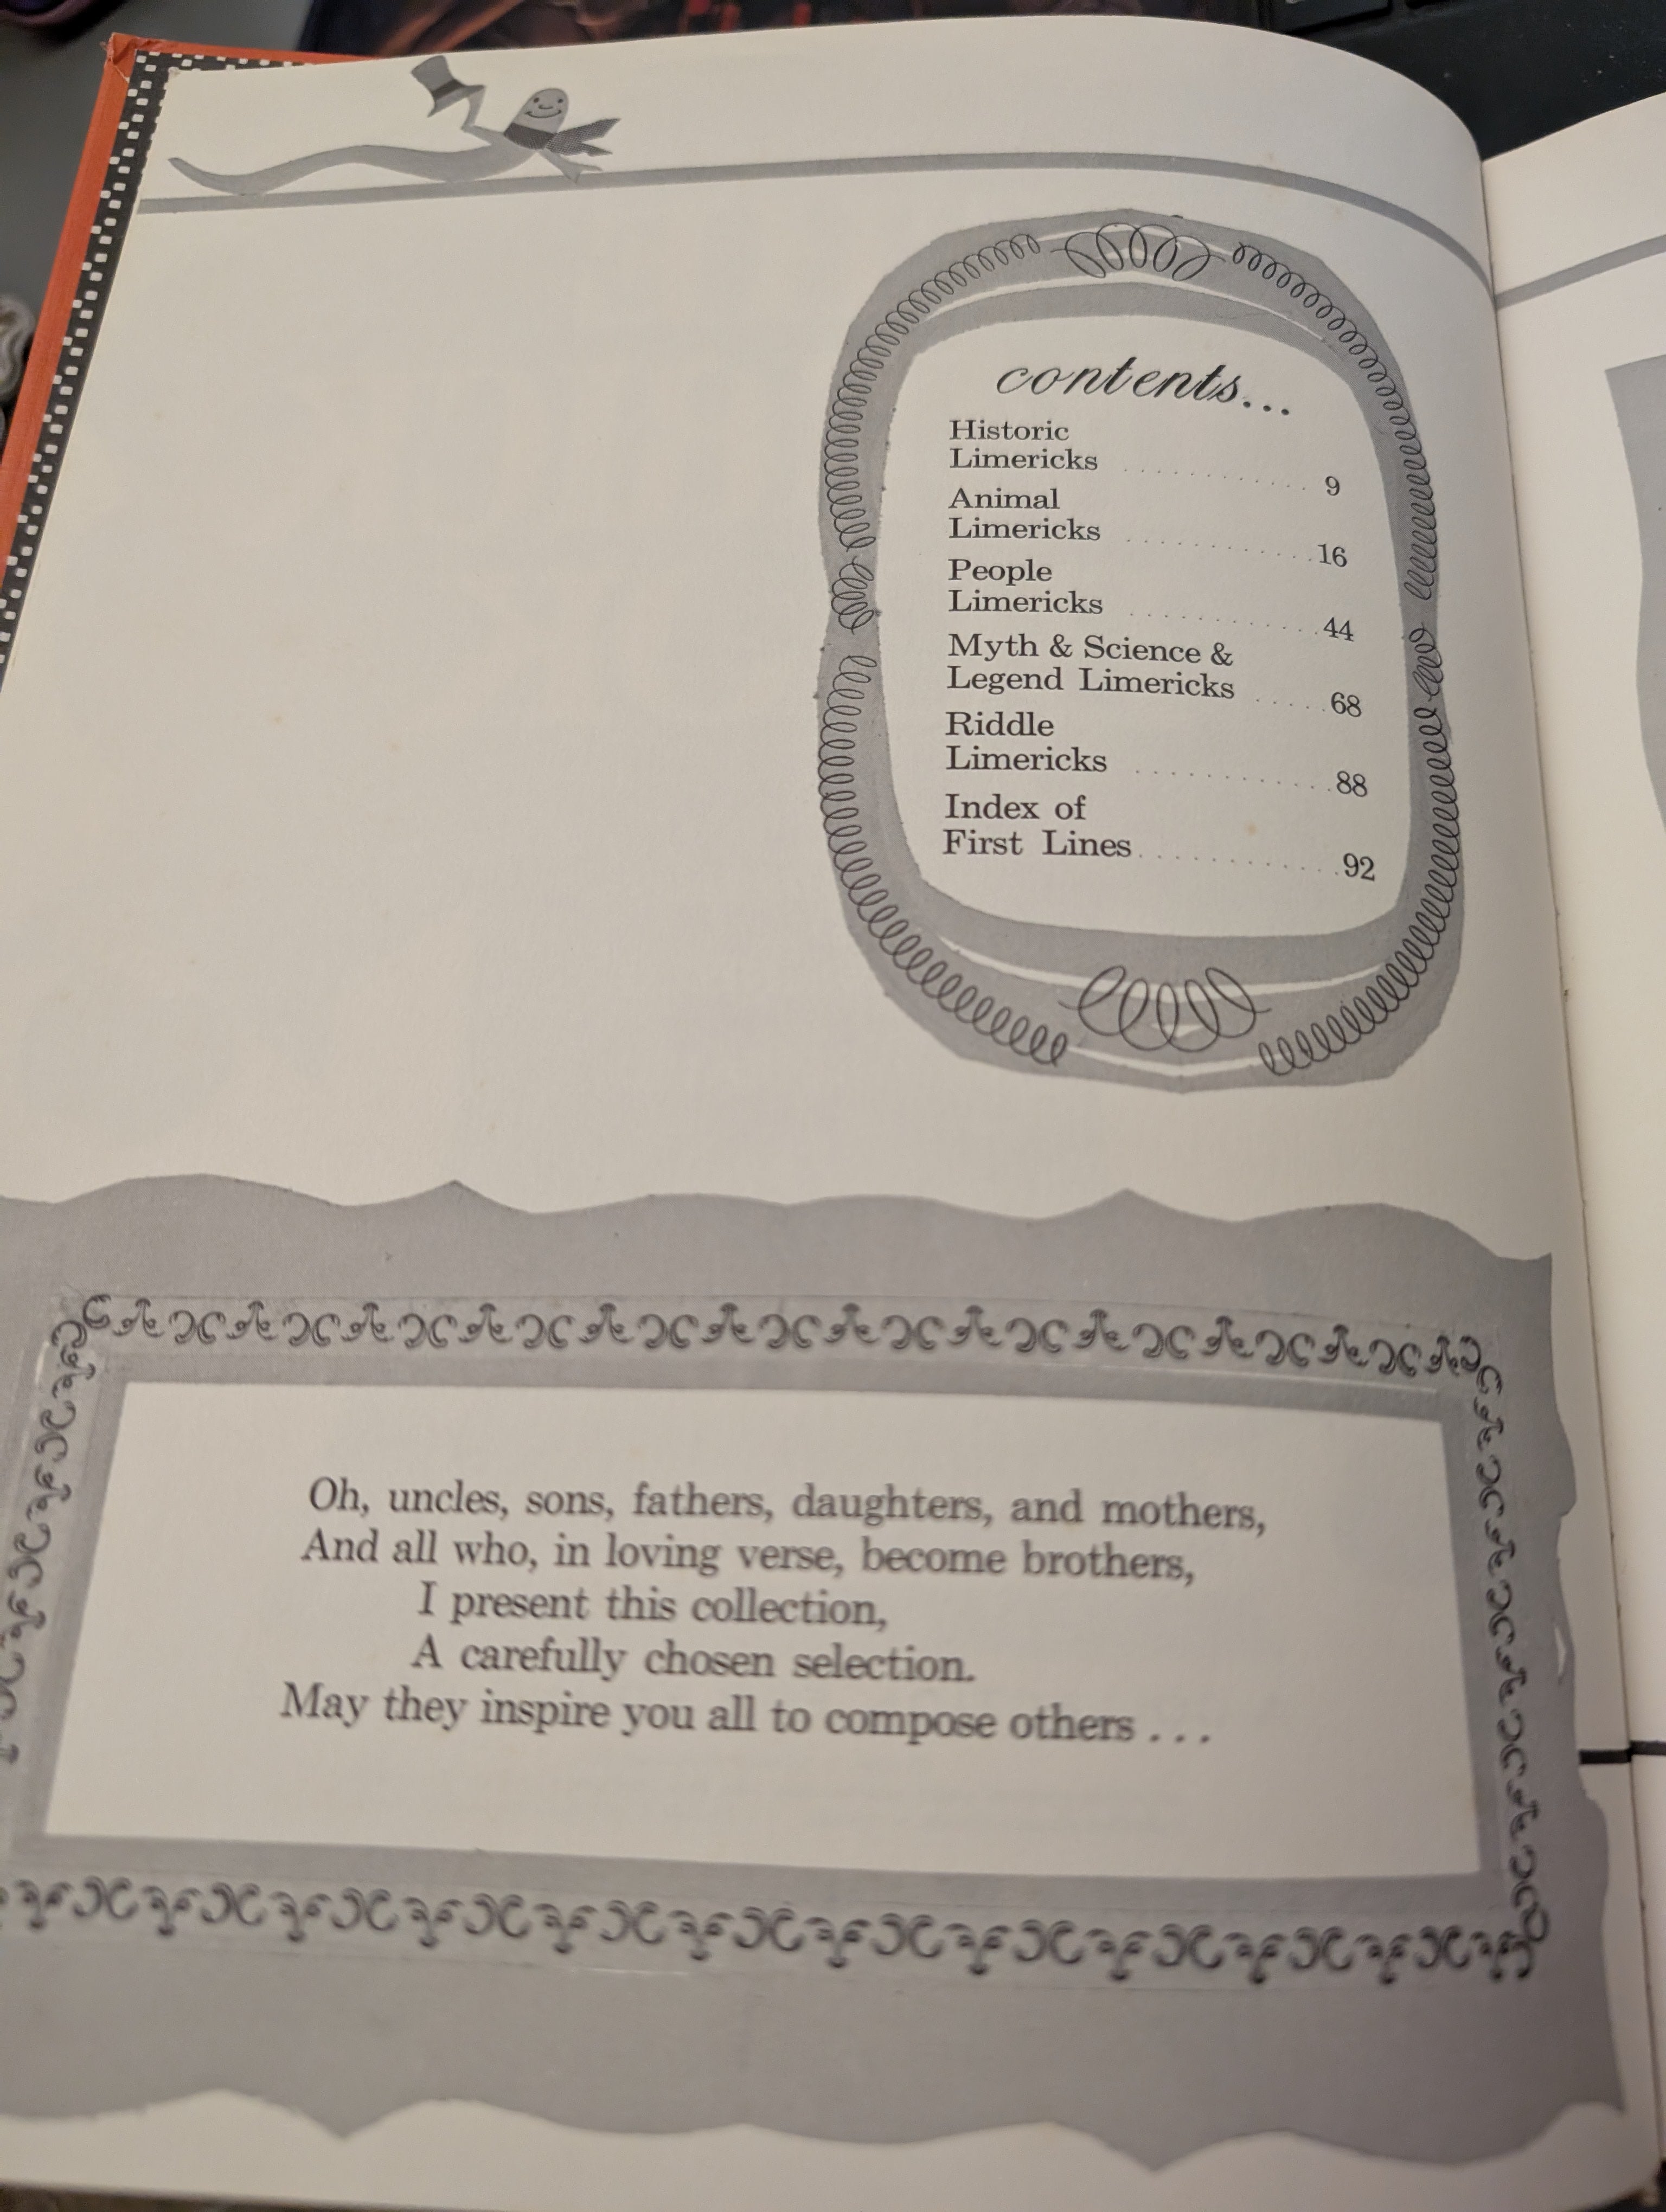 contents...
Historic
Limericks . . . . . . . . . . . . 9
Animal
Limericks . . . . . . . . . . . . 16
People
Limericks . . . . . . . . . . . . 44
Myth & Science &
Legend Limericks . . . . . 68
Riddle
Limericks . . . . . . . . . . . . 88
Index of
First Lines . . . . . . . . . . . . 92
Oh, uncles, sons, fathers, daughters, and mothers,
And all who, in loving verse, become brothers,
I present this collection,
A carefully chosen selection.
May they inspire you all to compose others . . .